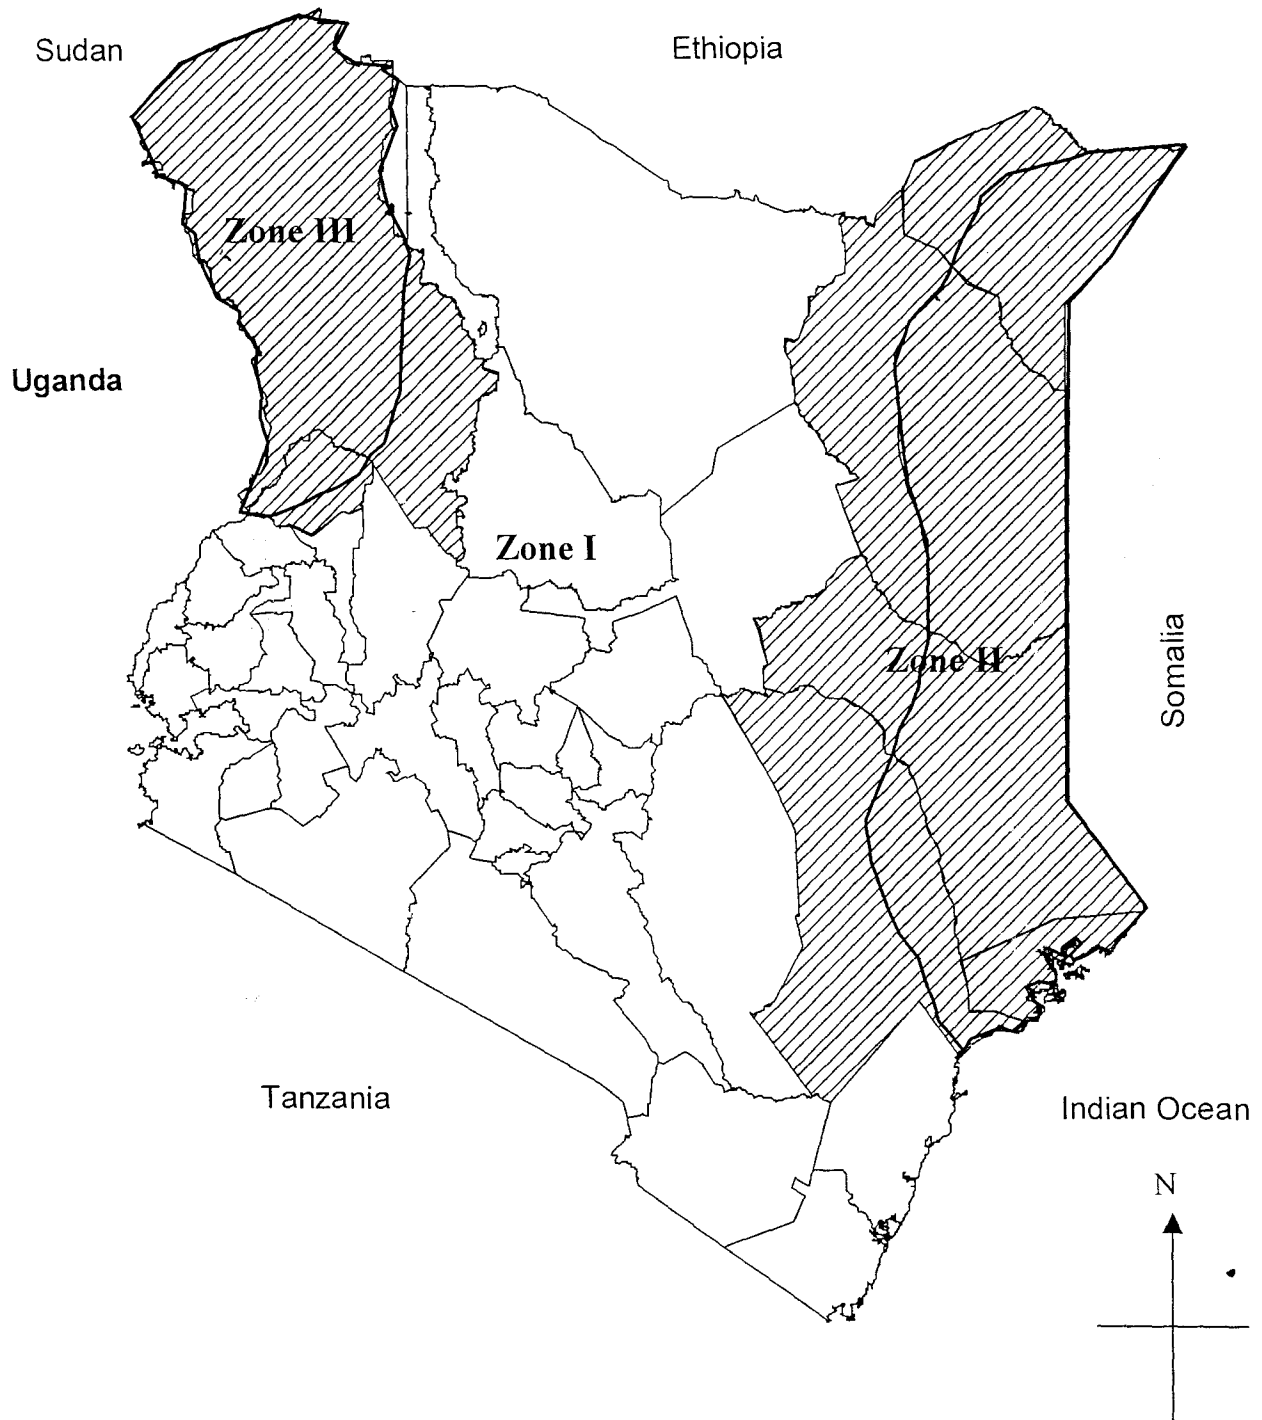 Sudan
Ethiopia
Zone III
Uganda
Zone I
Zone II
Somalia
Tanzania
Indian Ocean
N